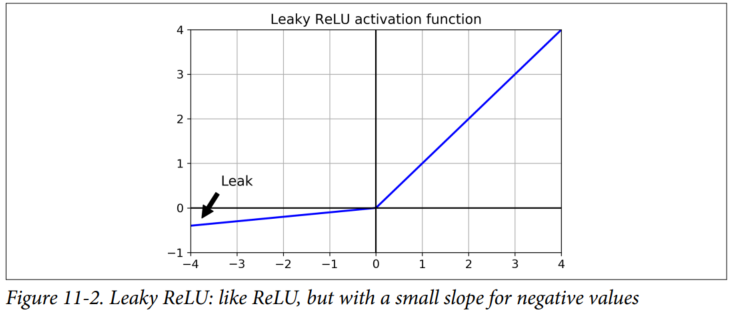 Leaky ReLU activation function
4
3
2
1
Leak
0
−1
−4 −3 −2 −1 0 1 2 3 4
Figure 11-2. Leaky ReLU: like ReLU, but with a small slope for negative values